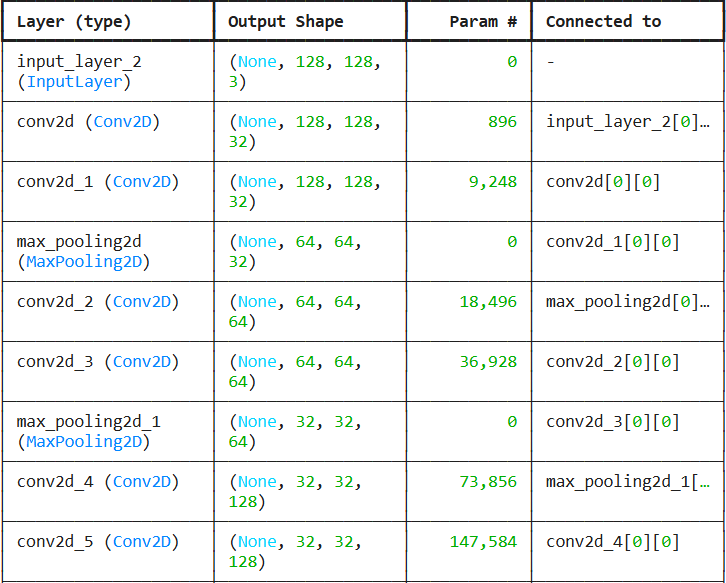 Layer (type) Output Shape Param # Connected to
input_layer_2 (None, 128, 128, 0 -
(InputLayer) 3)
conv2d (Conv2D) (None, 128, 128, 896 input_layer_2[0]…
32)
conv2d_1 (Conv2D) (None, 128, 128, 9,248 conv2d[0][0]
32)
max_pooling2d (None, 64, 64, 0 conv2d_1[0][0]
(MaxPooling2D) 32)
conv2d_2 (Conv2D) (None, 64, 64, 18,496 max_pooling2d[0]…
64)
conv2d_3 (Conv2D) (None, 64, 64, 36,928 conv2d_2[0][0]
64)
max_pooling2d_1 (None, 32, 32, 0 conv2d_3[0][0]
(MaxPooling2D) 64)
conv2d_4 (Conv2D) (None, 32, 32, 73,856 max_pooling2d_1[…
128)
conv2d_5 (Conv2D) (None, 32, 32, 147,584 conv2d_4[0][0]
128)